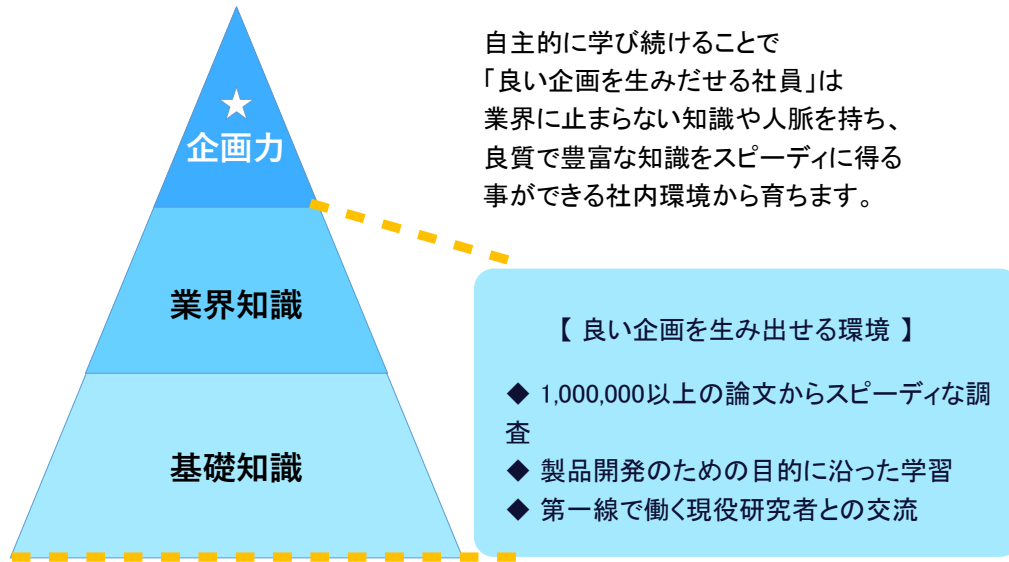 ★
企画力
業界知識
基礎知識
自主的に学び続けることで
「良い企画を生みだせる社員」は
業界に止まらない知識や人脈を持ち、
良質で豊富な知識をスピーディに得る
事ができる社内環境から育ちます。
【 良い企画を生み出せる環境 】
◆ 1,000,000以上の論文からスピーディな調
査
◆ 製品開発のための目的に沿った学習
◆ 第一線で働く現役研究者との交流